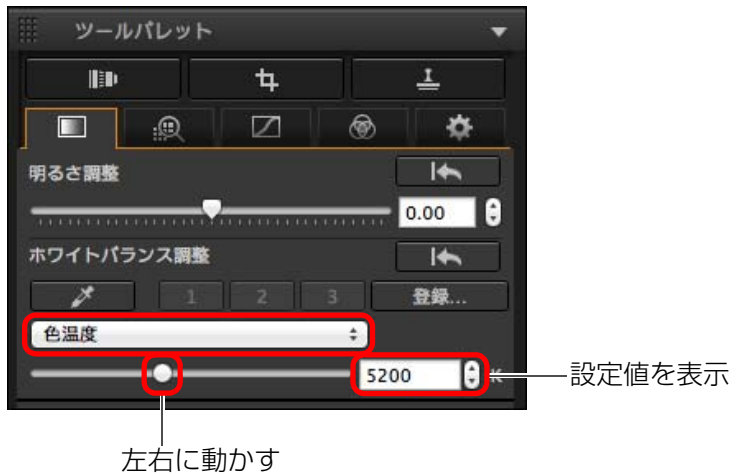 ツールパレット
明るさ調整
0.00
ホワイトバランス調整
1 2 3 登録...
色温度
5200 K
設定値を表示
左右に動かす